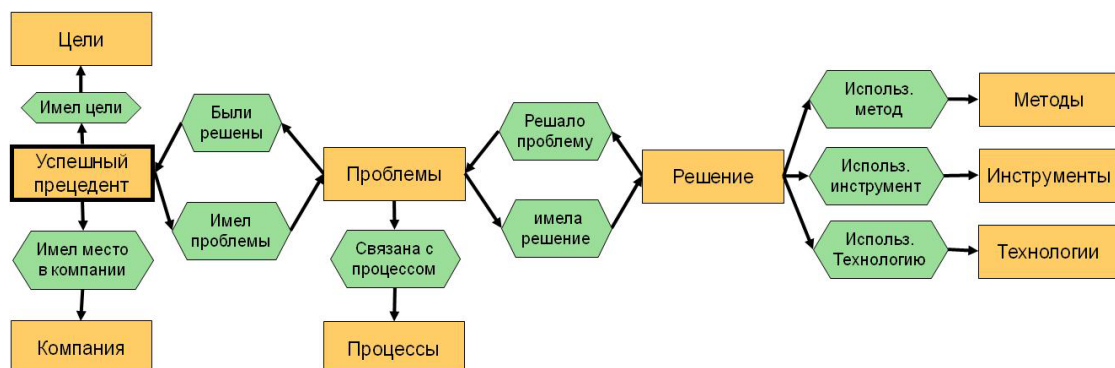 Цели
Имел цели
Успешный
прецедент
Имел место
в компании
Компания
Были
решены
Имел
проблемы
Проблемы
Связана с
процессом
Процессы
Решало
проблему
имела
решение
Решение
Использ.
метод
Методы
Использ.
инструмент
Инструменты
Использ.
Технологию
Технологии